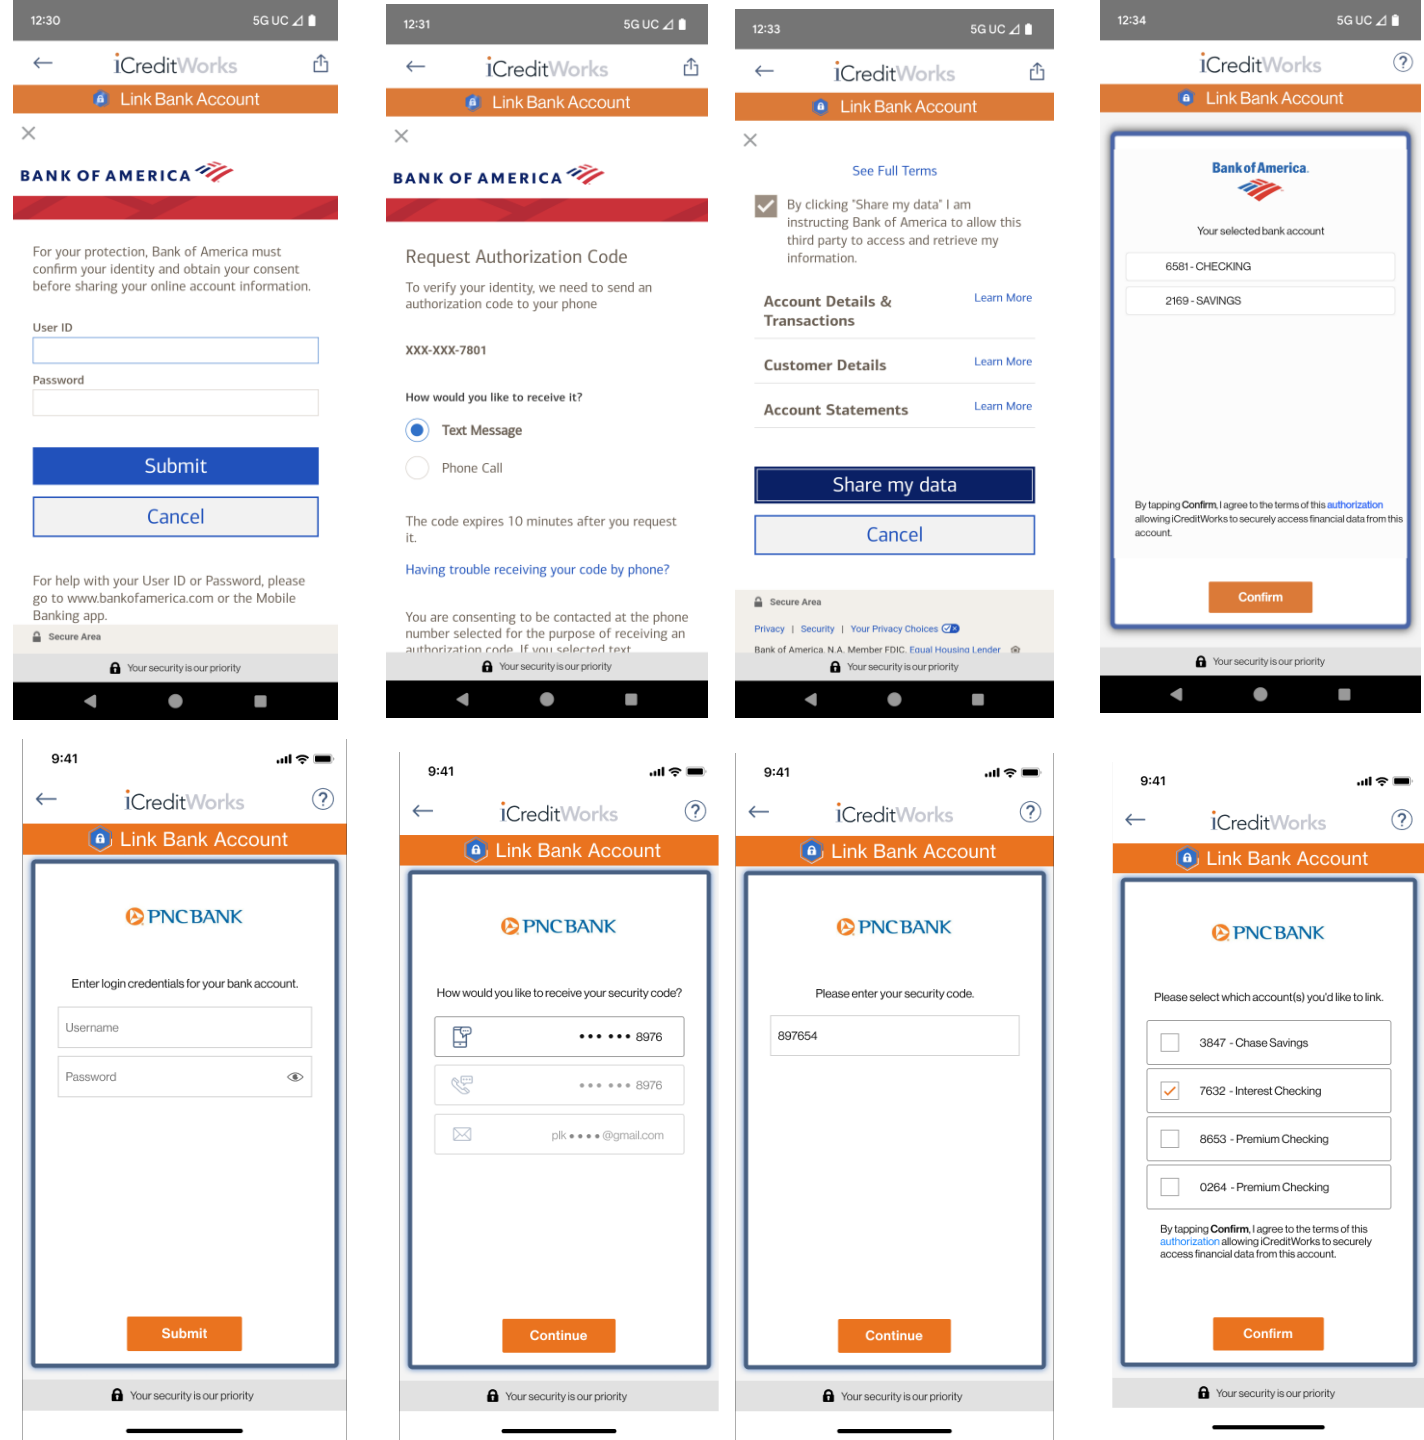 12:30
5G UC
iCreditWorks
Link Bank Account
BANK OF AMERICA
For your protection, Bank of America must
confirm your identity and obtain your consent
before sharing your online account information.
User ID
Password
Submit
Cancel
For help with your User ID or Password, please
go to www.bankofamerica.com or the Mobile
Banking app.
Secure Area
Your security is our priority
12:31
5G UC
iCreditWorks
Link Bank Account
BANK OF AMERICA
Request Authorization Code
To verify your identity, we need to send an
authorization code to your phone
XXX-XXX-7801
How would you like to receive it?
Text Message
Phone Call
The code expires 10 minutes after you request
it.
Having trouble receiving your code by phone?
You are consenting to be contacted at the phone
number selected for the purpose of receiving an
authorization code. If you selected text
Your security is our priority
12:33
5G UC
iCreditWorks
Link Bank Account
See Full Terms
By clicking "Share my data" I am
instructing Bank of America to allow this
third party to access and retrieve my
information.
Account Details &
Transactions
Learn More
Customer Details
Learn More
Account Statements
Learn More
Share my data
Cancel
Secure Area
Privacy | Security | Your Privacy Choices
Bank of America, N.A. Member FDIC. Equal Housing Lender
Your security is our priority
12:34
5G UC
iCreditWorks
Link Bank Account
Bank of America.
Your selected bank account
6581 - CHECKING
2169 - SAVINGS
By tapping Confirm, I agree to the terms of this authorization
allowing iCreditWorks to securely access financial data from this
account.
Confirm
Your security is our priority
9:41
iCreditWorks
Link Bank Account
PNC BANK
Enter login credentials for your bank account.
Username
Password
Submit
Your security is our priority
9:41
iCreditWorks
Link Bank Account
PNC BANK
How would you like to receive your security code?
••• ••• 8976
••• ••• 8976
plk••••@gmail.com
Continue
Your security is our priority
9:41
iCreditWorks
Link Bank Account
PNC BANK
Please enter your security code.
897654
Continue
Your security is our priority
9:41
iCreditWorks
Link Bank Account
PNC BANK
Please select which account(s) you'd like to link.
3847 - Chase Savings
7632 - Interest Checking
8653 - Premium Checking
0264 - Premium Checking
By tapping Confirm, I agree to the terms of this
authorization allowing iCreditWorks to securely
access financial data from this account.
Confirm
Your security is our priority